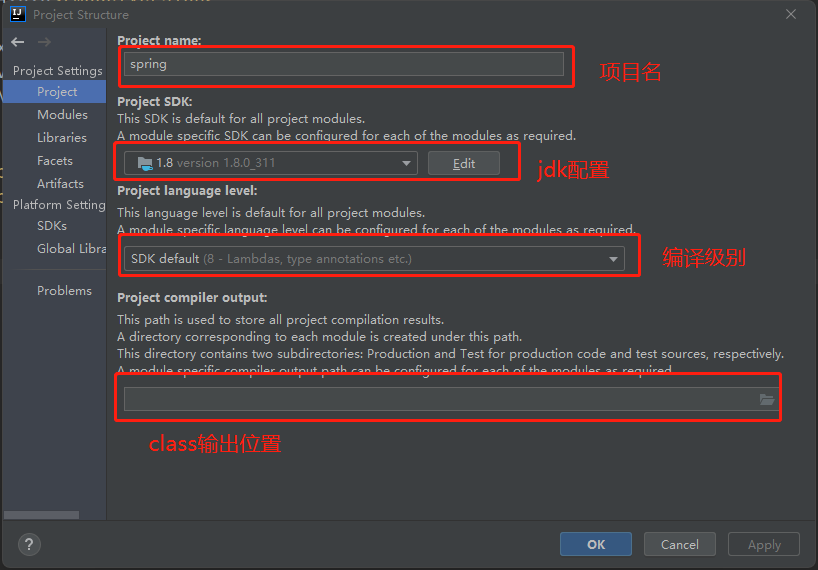 Project Structure
Project Settings
Project
Modules
Libraries
Facets
Artifacts
Platform Setting
SDKs
Global Libra
Problems
Project name:
spring
项目名
Project SDK:
This SDK is default for all project modules.
A module specific SDK can be configured for each of the modules as required.
1.8 version 1.8.0_311
Edit
jdk配置
Project language level:
This language level is default for all project modules.
A module specific language level can be configured for each of the modules as required.
SDK default (8 - Lambdas, type annotations etc.)
编译级别
Project compiler output:
This path is used to store all project compilation results.
A directory corresponding to each module is created under this path.
This directory contains two subdirectories: Production and Test for production code and test sources, respectively.
A module specific compiler output path can be configured for each of the modules as required.
class输出位置
?
OK
Cancel
Apply